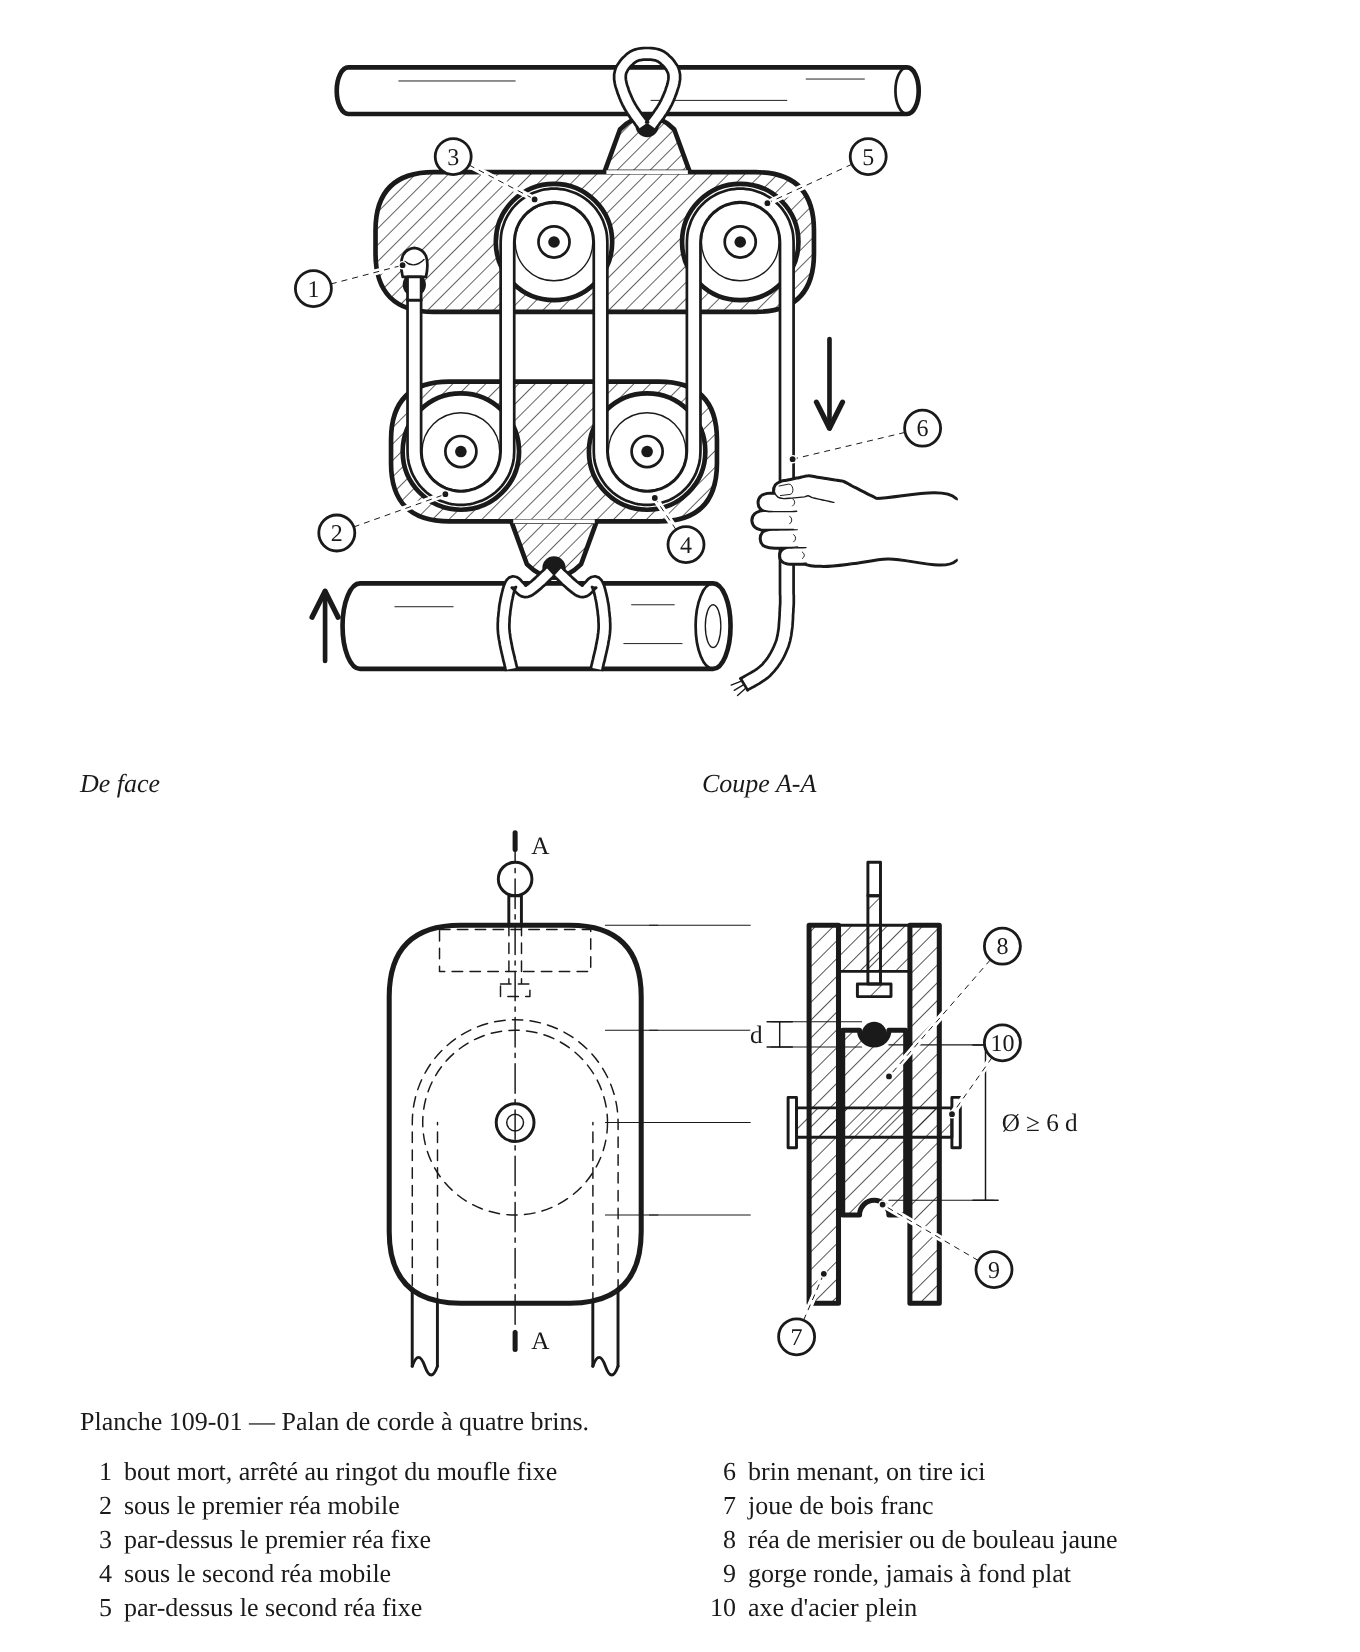 3
5
1
6
2
4
De face
Coupe A-A
A
8
d
10
Ø ≥ 6 d
9
7
A
Planche 109-01 — Palan de corde à quatre brins.
1 bout mort, arrêté au ringot du moufle fixe
2 sous le premier réa mobile
3 par-dessus le premier réa fixe
4 sous le second réa mobile
5 par-dessus le second réa fixe
6 brin menant, on tire ici
7 joue de bois franc
8 réa de merisier ou de bouleau jaune
9 gorge ronde, jamais à fond plat
10 axe d'acier plein